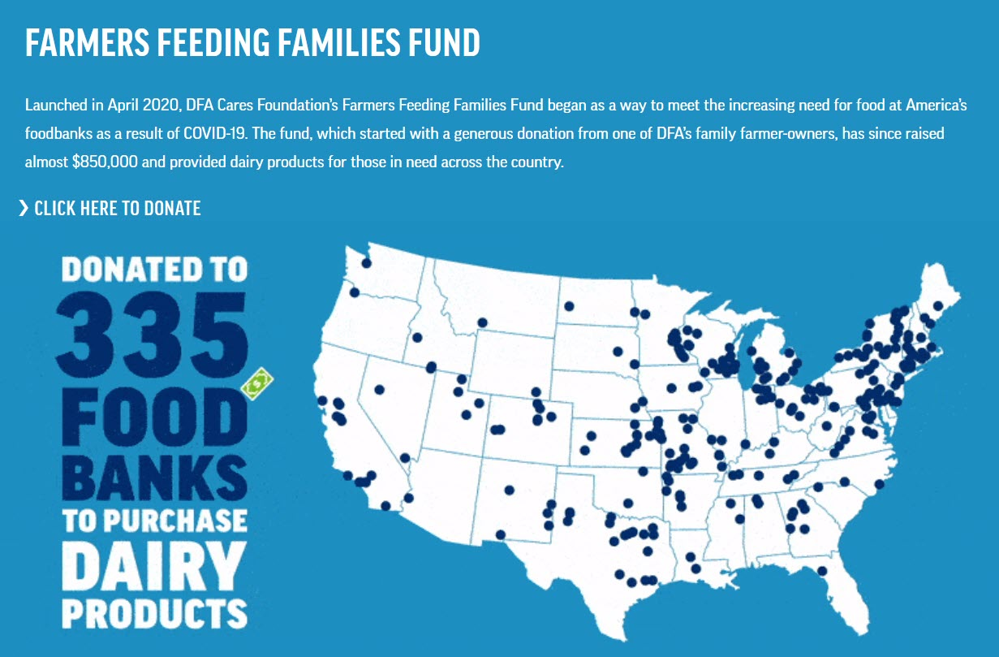 FARMERS FEEDING FAMILIES FUND
Launched in April 2020, DFA Cares Foundation's Farmers Feeding Families Fund began as a way to meet the increasing need for food at America's
foodbanks as a result of COVID-19. The fund, which started with a generous donation from one of DFA's family farmer-owners, has since raised
almost $850,000 and provided dairy products for those in need across the country.
❯ CLICK HERE TO DONATE
DONATED TO
335
FOOD
$
BANKS
TO PURCHASE
DAIRY
PRODUCTS